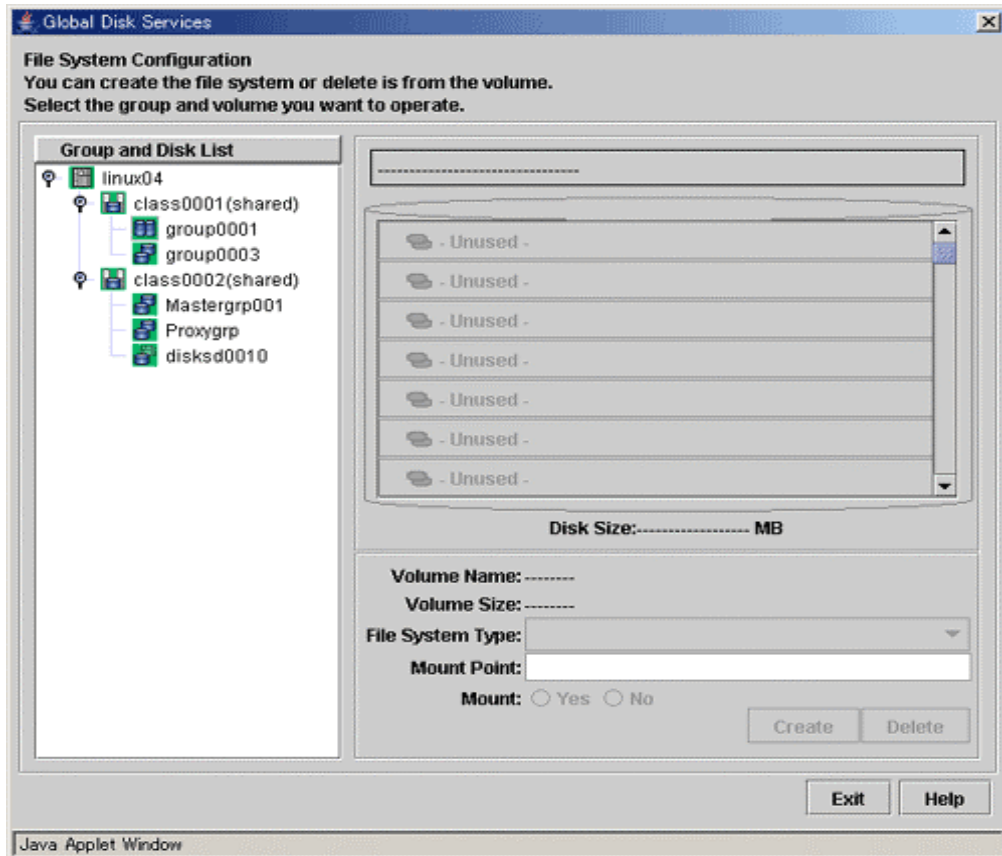 Global Disk Services
File System Configuration
You can create the file system or delete is from the volume.
Select the group and volume you want to operate.
Group and Disk List
linux04
class0001(shared)
group0001
group0003
class0002(shared)
Mastergrp001
Proxygrp
disksd0010
--------------------------------
- Unused -
- Unused -
- Unused -
- Unused -
- Unused -
- Unused -
- Unused -
Disk Size:------------------ MB
Volume Name: --------
Volume Size: --------
File System Type:
Mount Point:
Mount: Yes No
Create Delete
Exit Help
Java Applet Window